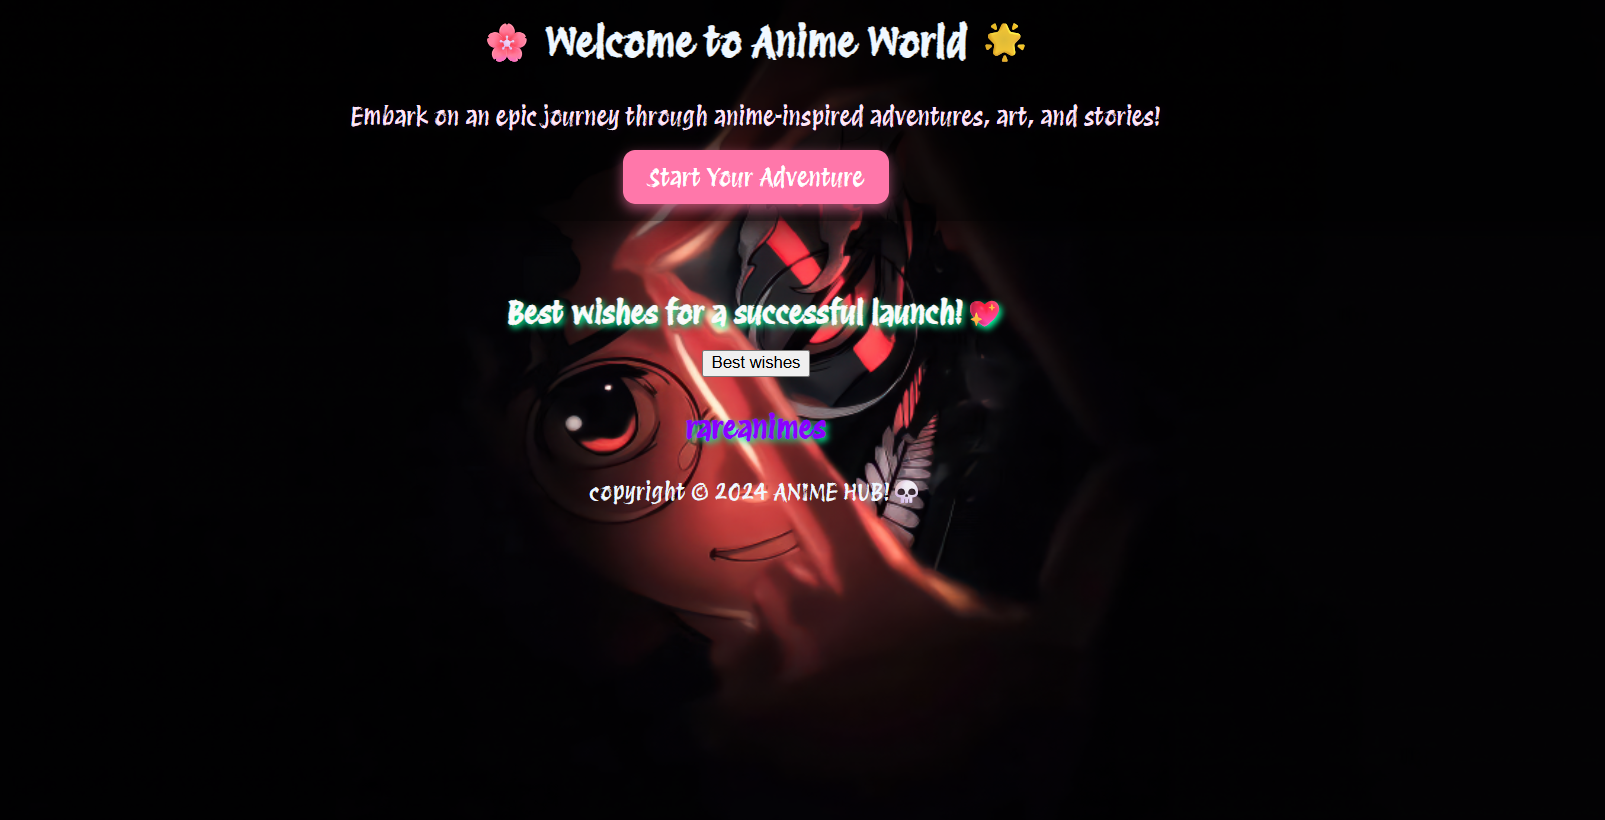 🌸 Welcome to Anime World 🌟
Embark on an epic journey through anime-inspired adventures, art, and stories!
Start Your Adventure
Best wishes for a successful launch! 💖
Best wishes
rareanimes
copyright © 2024 ANIME HUB! 💀